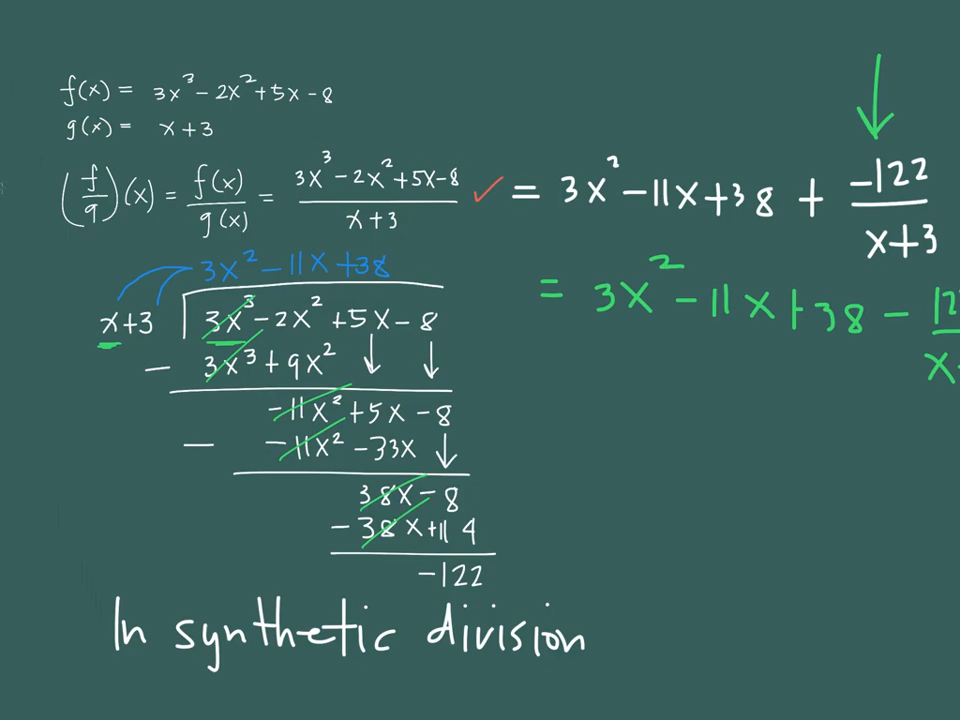 f(x) = 3x³ - 2x² + 5x - 8
g(x) = x + 3
(f/g)(x) = f(x)/g(x) = (3x³ - 2x² + 5x - 8)/(x + 3) ✓ = 3x² - 11x + 38 + (-122)/(x + 3)
= 3x² - 11x + 38 -
3x² - 11x + 38
x + 3 3x³ - 2x² + 5x - 8
- 3x³ + 9x²
-11x² + 5x - 8
- -11x² - 33x
38x - 8
- 38x + 114
-122
In synthetic division